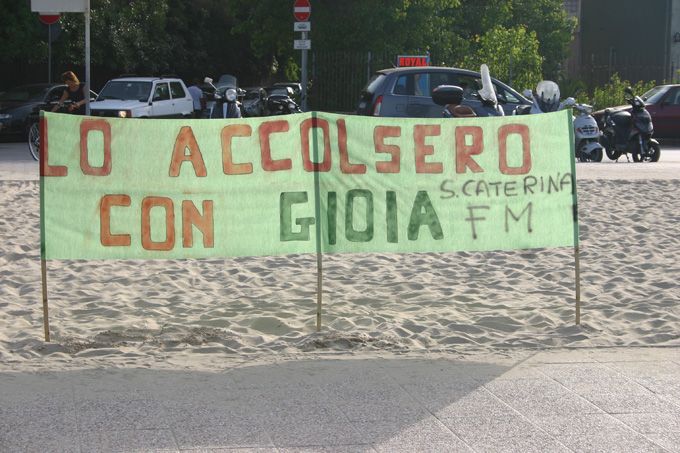 ROYAL
LO ACCOLSERO
CON GIOIA S. CATERINA
FM